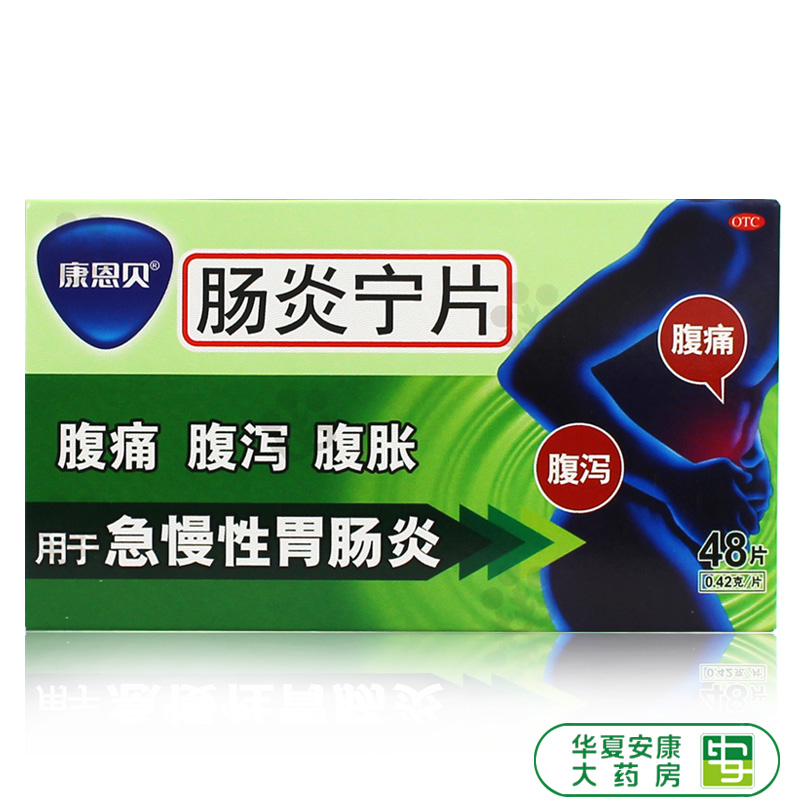 OTC
康恩贝®
肠炎宁片
腹痛
腹痛 腹泻 腹胀
腹泻
用于 急慢性胃肠炎
48片
0.42克/片
华夏安康
大药房